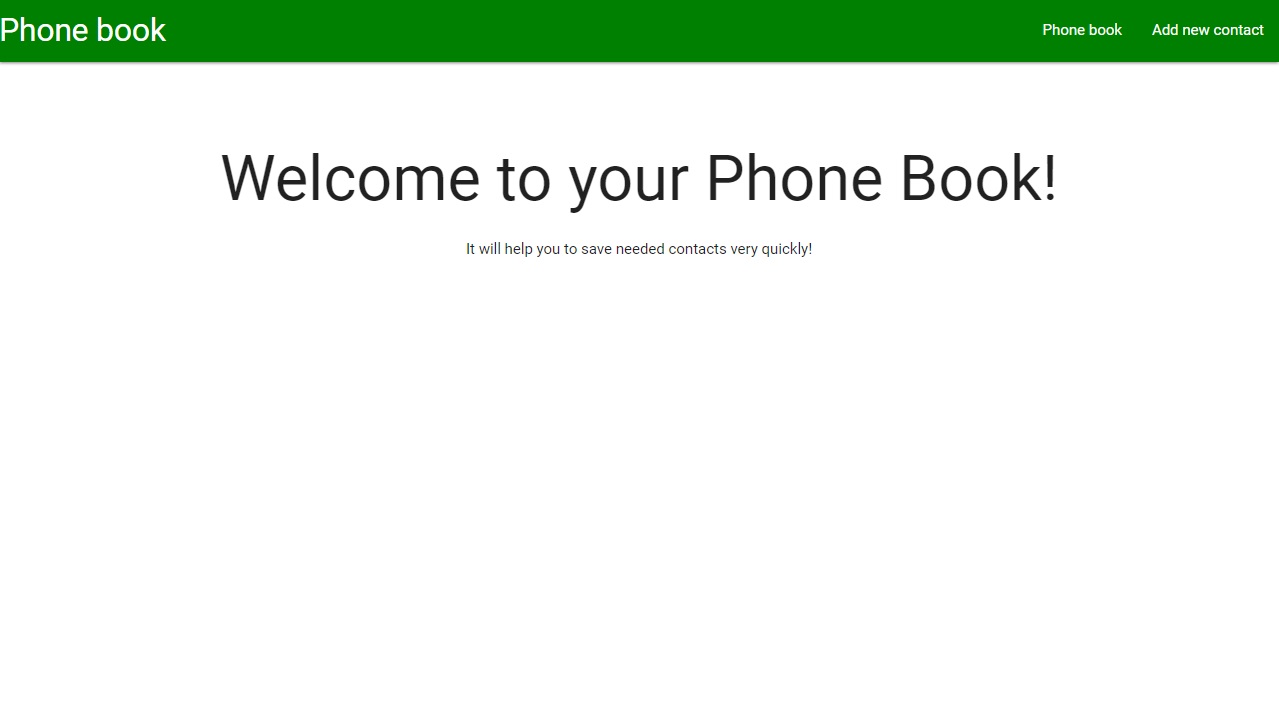 Phone book
Phone book
Add new contact
Welcome to your Phone Book!
It will help you to save needed contacts very quickly!